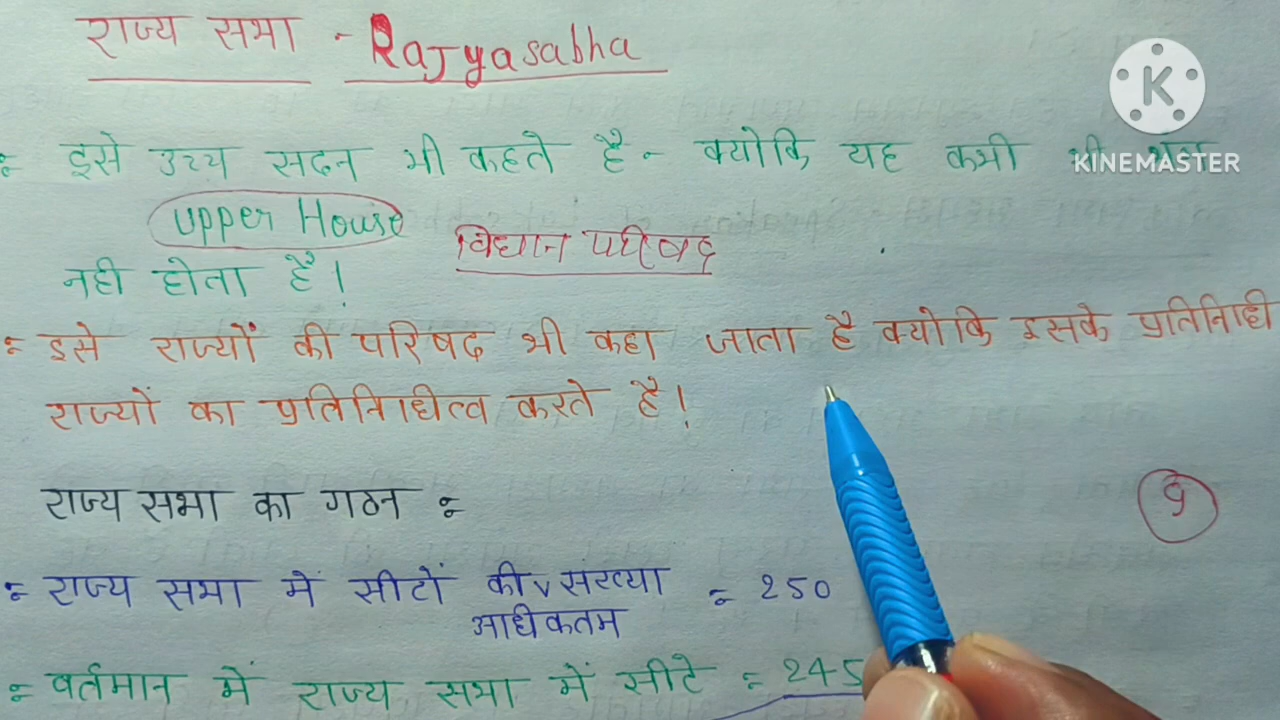 राज्य सभा - Rajyasabha
K
KINEMASTER
इसे उच्च सदन भी कहते है - क्योकि यह कभी भी भंग
Upper House
विधान परिषद
नही होता है!
इसे राज्यों की परिषद भी कहा जाता है क्योकि इसके प्रतिनिधी
राज्यों का प्रतिनिधीत्व करते है!
राज्य सभा का गठन :=
9
राज्य सभा में सीटों की संख्या = 250
अधिकतम
वर्तमान में राज्य सभा में सीटे = 245